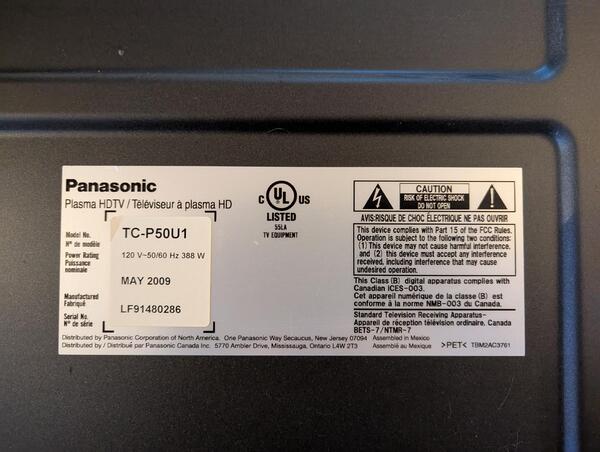 Panasonic
Plasma HDTV / Téléviseur à plasma HD
Model No.
N° de modèle
TC-P50U1
Power Rating
Puissance
nominale
120 V~50/60 Hz 388 W
MAY 2009
Manufactured
Fabriqué
Serial No.
N° de série
LF91480286
C UL US
LISTED
55LA
TV EQUIPMENT
CAUTION
RISK OF ELECTRIC SHOCK
DO NOT OPEN
AVIS:RISQUE DE CHOC ÉLECTRIQUE NE PAS OUVRIR
This device complies with Part 15 of the FCC Rules.
Operation is subject to the following two conditions:
(1) This device may not cause harmful interference,
and (2) this device must accept any interference
received, including interference that may cause
undesired operation.
This Class (B) digital apparatus complies with
Canadian ICES-003.
Cet appareil numérique de la classe (B) est
conforme à la norme NMB-003 du Canada.
Standard Television Receiving Apparatus-
Appareil de réception télévision ordinaire, Canada
BETS-7/NTMR-7
Distributed by Panasonic Corporation of North America. One Panasonic Way Secaucus, New Jersey 07094
Distributed by / Distribué par Panasonic Canada Inc. 5770 Ambler Drive, Mississauga, Ontario L4W 2T3
Assembled in Mexico
Assemblé au Mexique
>PET< TBM2AC3761